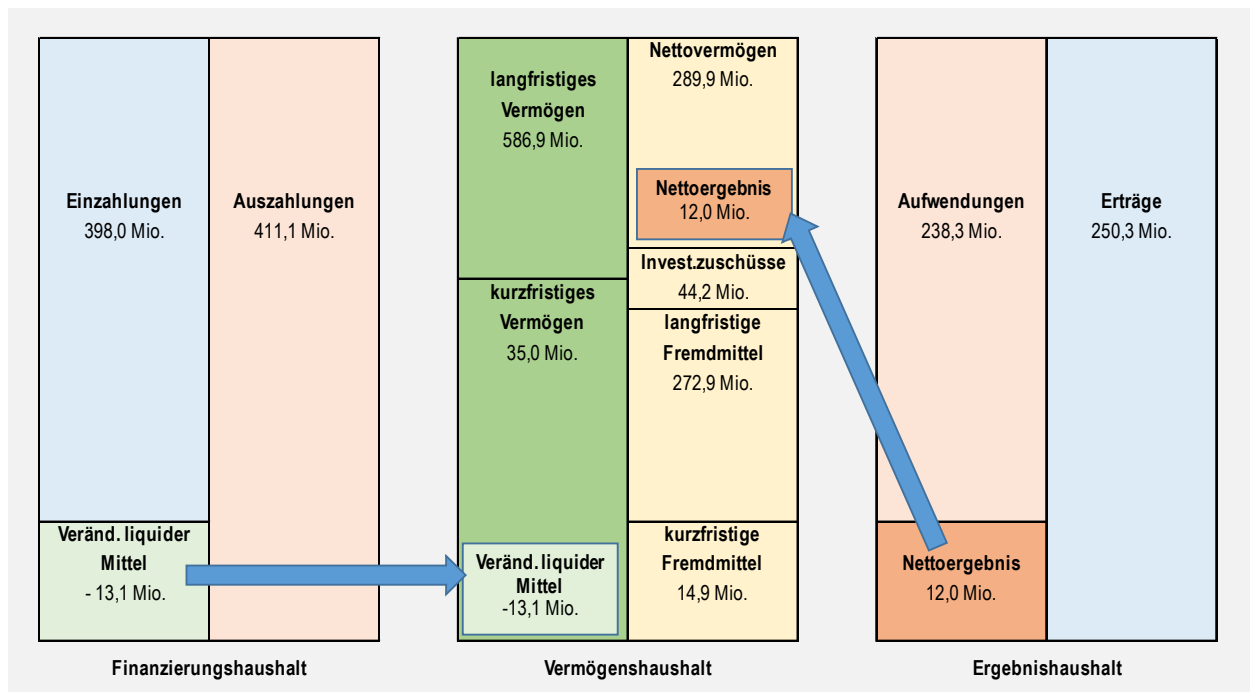 Einzahlungen
398,0 Mio.
Veränd. liquider
Mittel
- 13,1 Mio.
Auszahlungen
411,1 Mio.
Finanzierungshaushalt
langfristiges
Vermögen
586,9 Mio.
kurzfristiges
Vermögen
35,0 Mio.
Veränd. liquider
Mittel
-13,1 Mio.
Nettovermögen
289,9 Mio.
Nettoergebnis
12,0 Mio.
Invest.zuschüsse
44,2 Mio.
langfristige
Fremdmittel
272,9 Mio.
kurzfristige
Fremdmittel
14,9 Mio.
Vermögenshaushalt
Aufwendungen
238,3 Mio.
Nettoergebnis
12,0 Mio.
Erträge
250,3 Mio.
Ergebnishaushalt